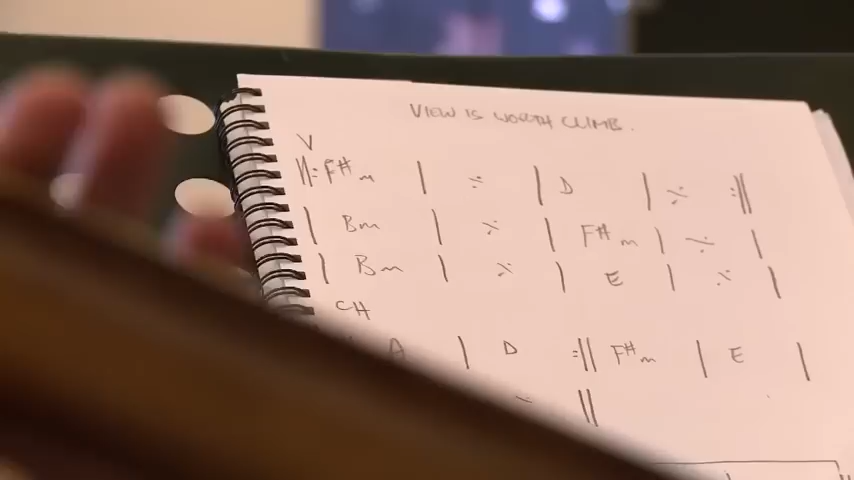 VIEW IS WORTH CLIMB.
V
||: F#m | ٪ | D | ٪ :||
| Bm | ٪ | F#m | ٪ |
| Bm | ٪ | E | ٪ |
CH
A | D :|| F#m | E |
٪ ||